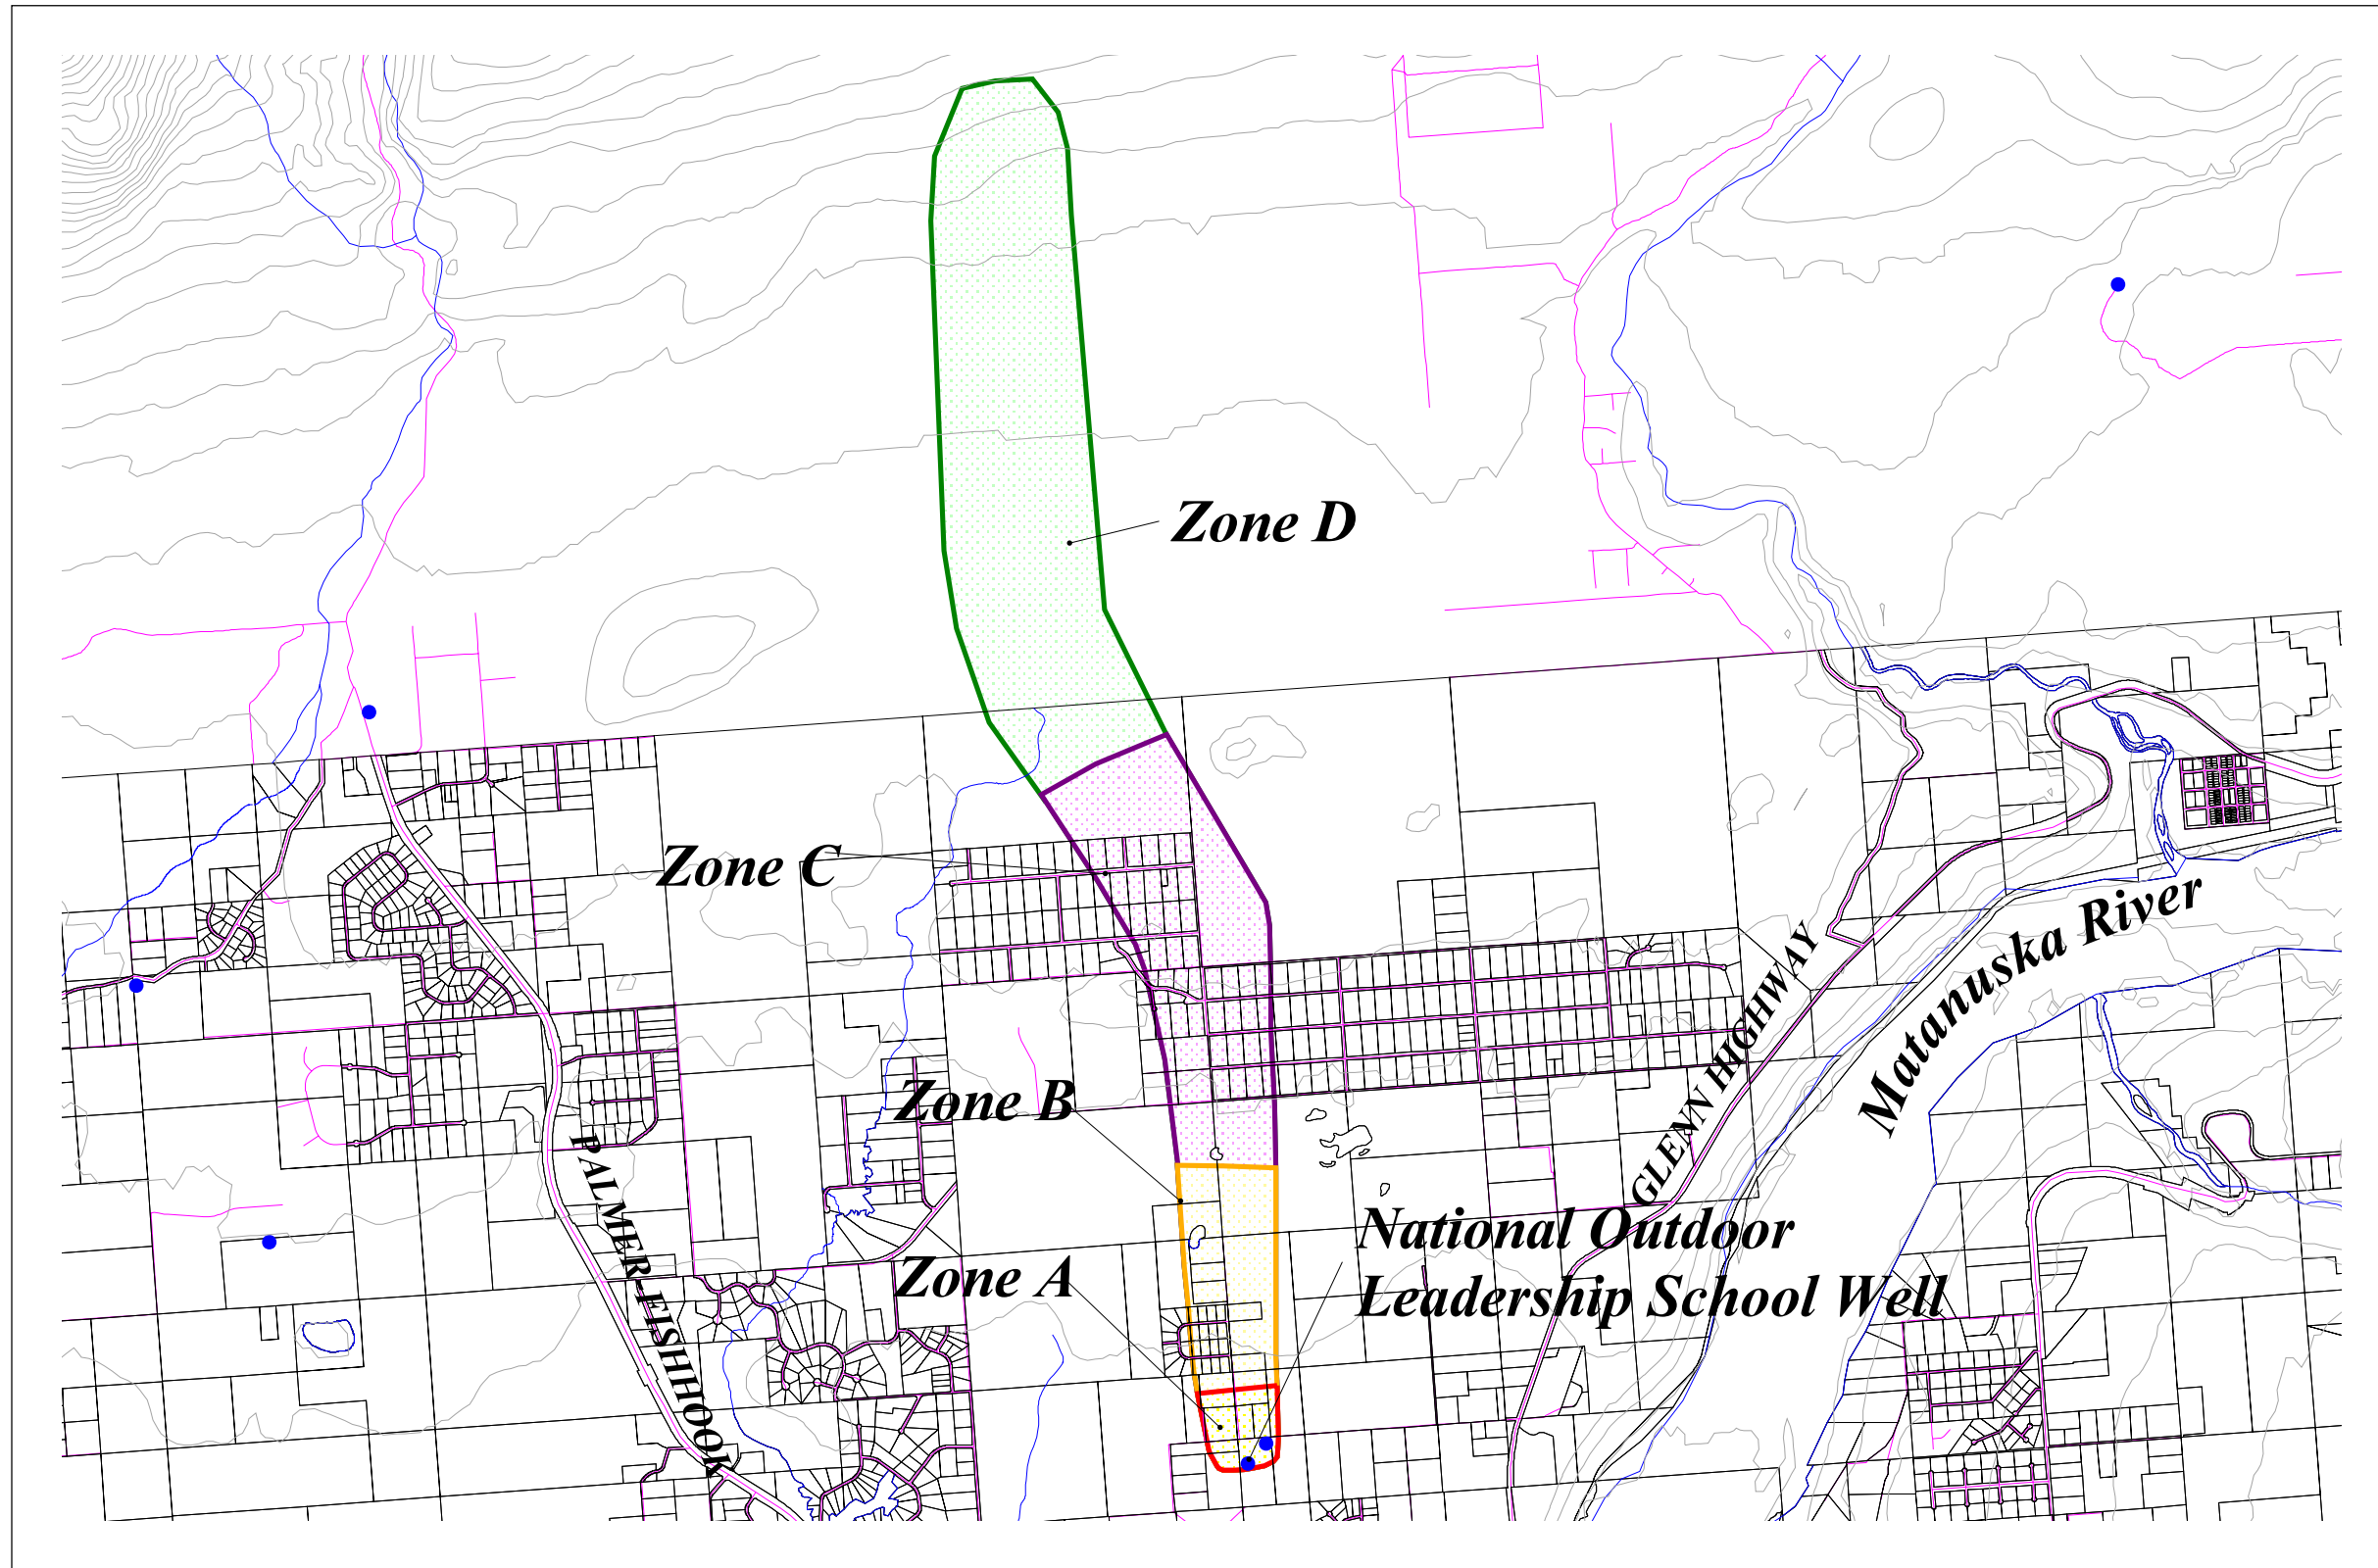 Zone D
Zone C
Zone B
Zone A
National Outdoor
Leadership School Well
GLENN HIGHWAY
Matanuska River
PALMER FISHHOOK